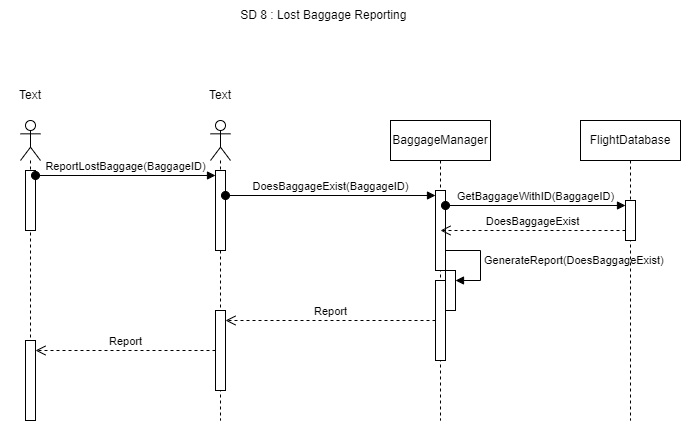 SD 8 : Lost Baggage Reporting
Text
Text
BaggageManager
FlightDatabase
ReportLostBaggage(BaggageID)
DoesBaggageExist(BaggageID)
GetBaggageWithID(BaggageID)
DoesBaggageExist
GenerateReport(DoesBaggageExist)
Report
Report